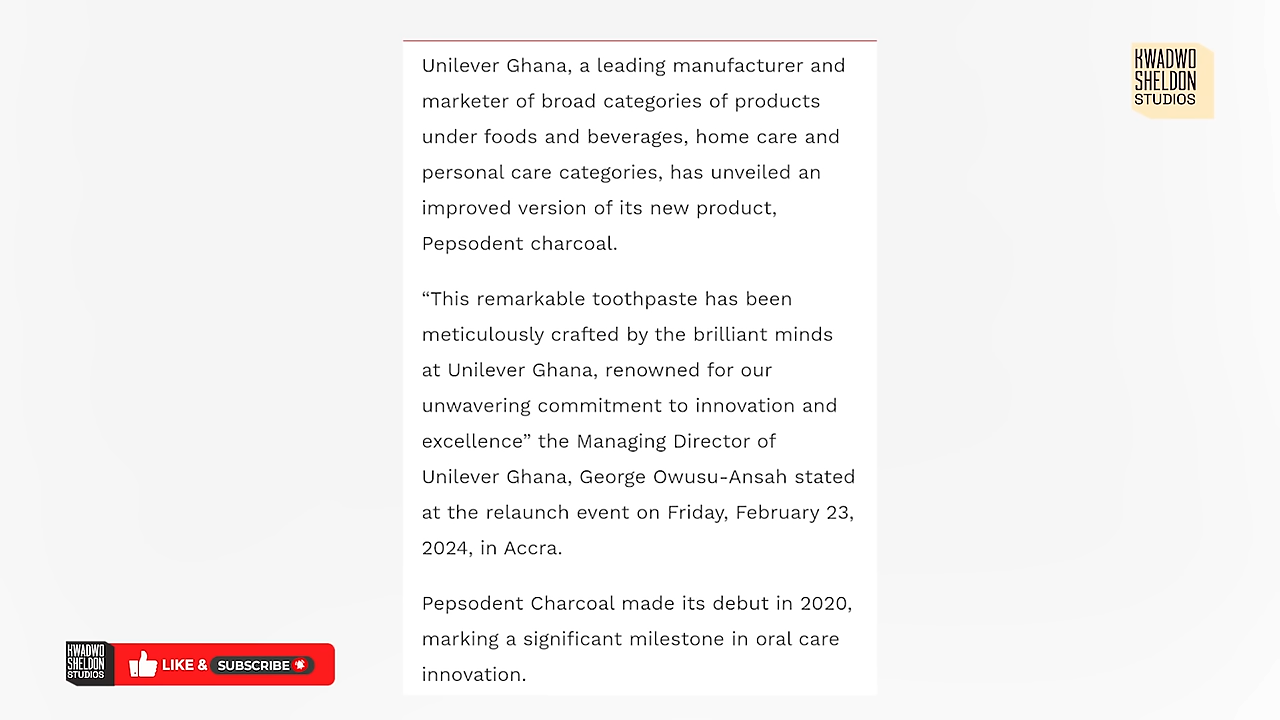 KWADWO
SHELDON
STUDIOS
Unilever Ghana, a leading manufacturer and
marketer of broad categories of products
under foods and beverages, home care and
personal care categories, has unveiled an
improved version of its new product,
Pepsodent charcoal.
“This remarkable toothpaste has been
meticulously crafted by the brilliant minds
at Unilever Ghana, renowned for our
unwavering commitment to innovation and
excellence” the Managing Director of
Unilever Ghana, George Owusu-Ansah stated
at the relaunch event on Friday, February 23,
2024, in Accra.
Pepsodent Charcoal made its debut in 2020,
marking a significant milestone in oral care
innovation.
KWADWO
SHELDON
STUDIOS
LIKE & SUBSCRIBE